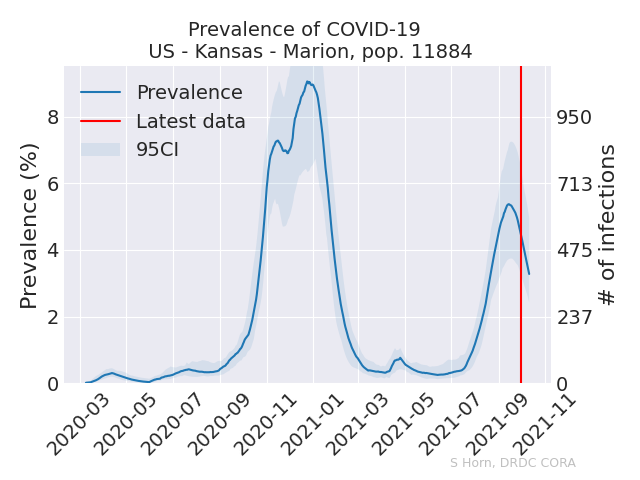 Prevalence of COVID-19
US - Kansas - Marion, pop. 11884
Prevalence
Latest data
95CI
Prevalence (%)
8
6
4
2
0
# of infections
950
713
475
237
0
2020-03
2020-05
2020-07
2020-09
2020-11
2021-01
2021-03
2021-05
2021-07
2021-09
2021-11
S Horn, DRDC CORA